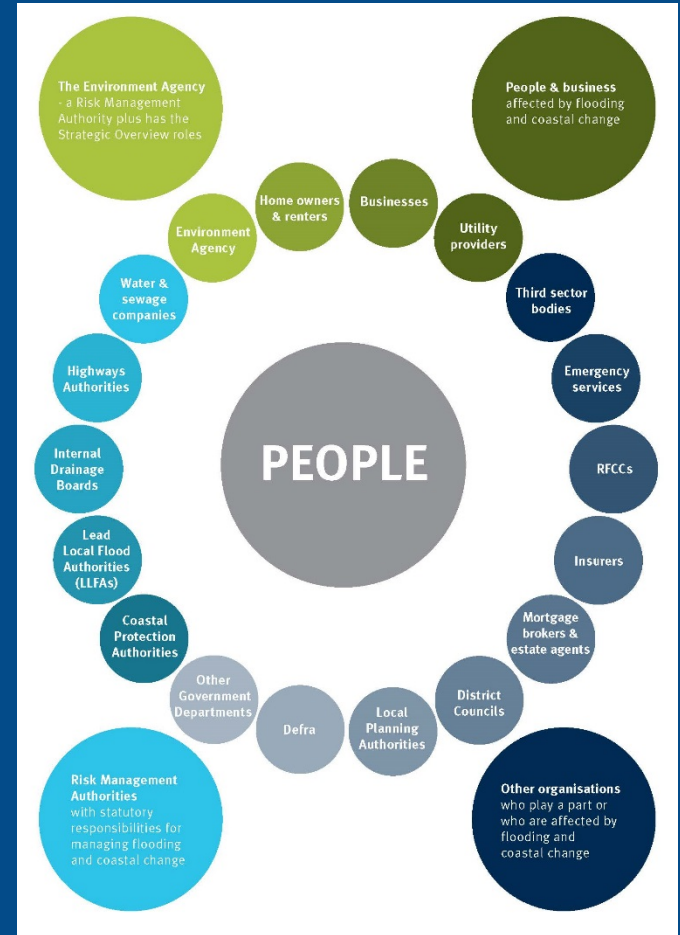 The Environment Agency
- a Risk Management
Authority plus has the
Strategic Overview roles
People & business
affected by flooding
and coastal change
Home owners
& renters
Businesses
Environment
Agency
Utility
providers
Water &
sewage
companies
Third sector
bodies
Highways
Authorities
Emergency
services
Internal
Drainage
Boards
PEOPLE
RFCCs
Lead
Local Flood
Authorities
(LLFAs)
Insurers
Coastal
Protection
Authorities
Mortgage
brokers &
estate agents
Other
Government
Departments
Defra
Local
Planning
Authorities
District
Councils
Risk Management
Authorities
with statutory
responsibilities for
managing flooding
and coastal change
Other organisations
who play a part or
who are affected by
flooding and
coastal change